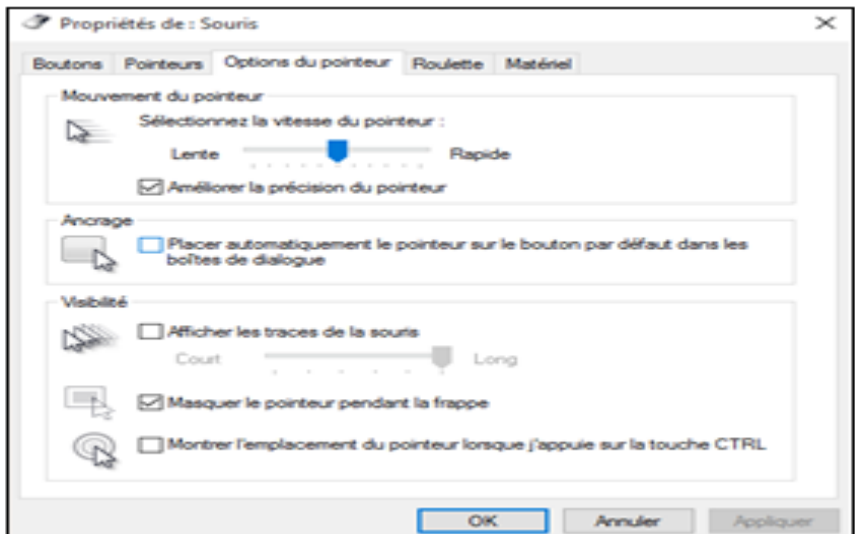 Propriétés de : Souris
Boutons Pointeurs Options du pointeur Roulette Matériel
Mouvement du pointeur
Sélectionnez la vitesse du pointeur :
Lente Rapide
Améliorer la précision du pointeur
Ancrage
Placer automatiquement le pointeur sur le bouton par défaut dans les
boîtes de dialogue
Visibilité
Afficher les traces de la souris
Court Long
Masquer le pointeur pendant la frappe
Montrer l'emplacement du pointeur lorsque j'appuie sur la touche CTRL
OK Annuler Appliquer